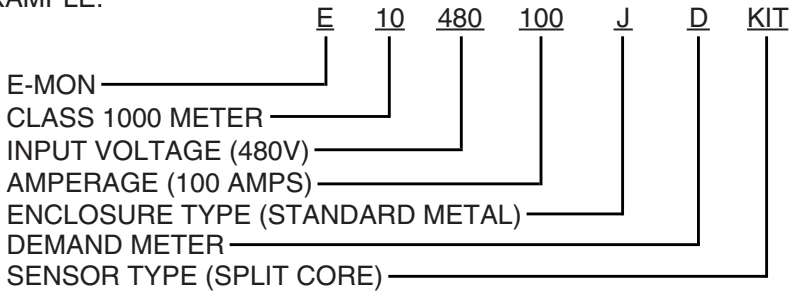 E 10 480 100 J D KIT
E-MON
CLASS 1000 METER
INPUT VOLTAGE (480V)
AMPERAGE (100 AMPS)
ENCLOSURE TYPE (STANDARD METAL)
DEMAND METER
SENSOR TYPE (SPLIT CORE)